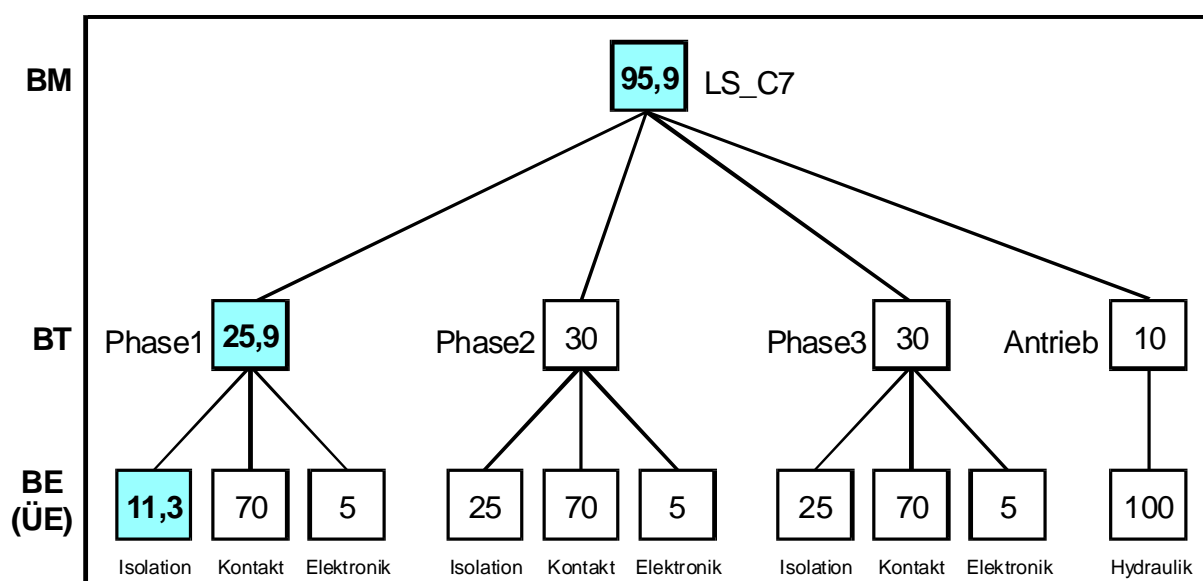 BM 95,9 LS_C7
BT Phase1 25,9 Phase2 30 Phase3 30 Antrieb 10
BE
(ÜE) 11,3 70 5 25 70 5 25 70 5 100
Isolation Kontakt Elektronik Isolation Kontakt Elektronik Isolation Kontakt Elektronik Hydraulik